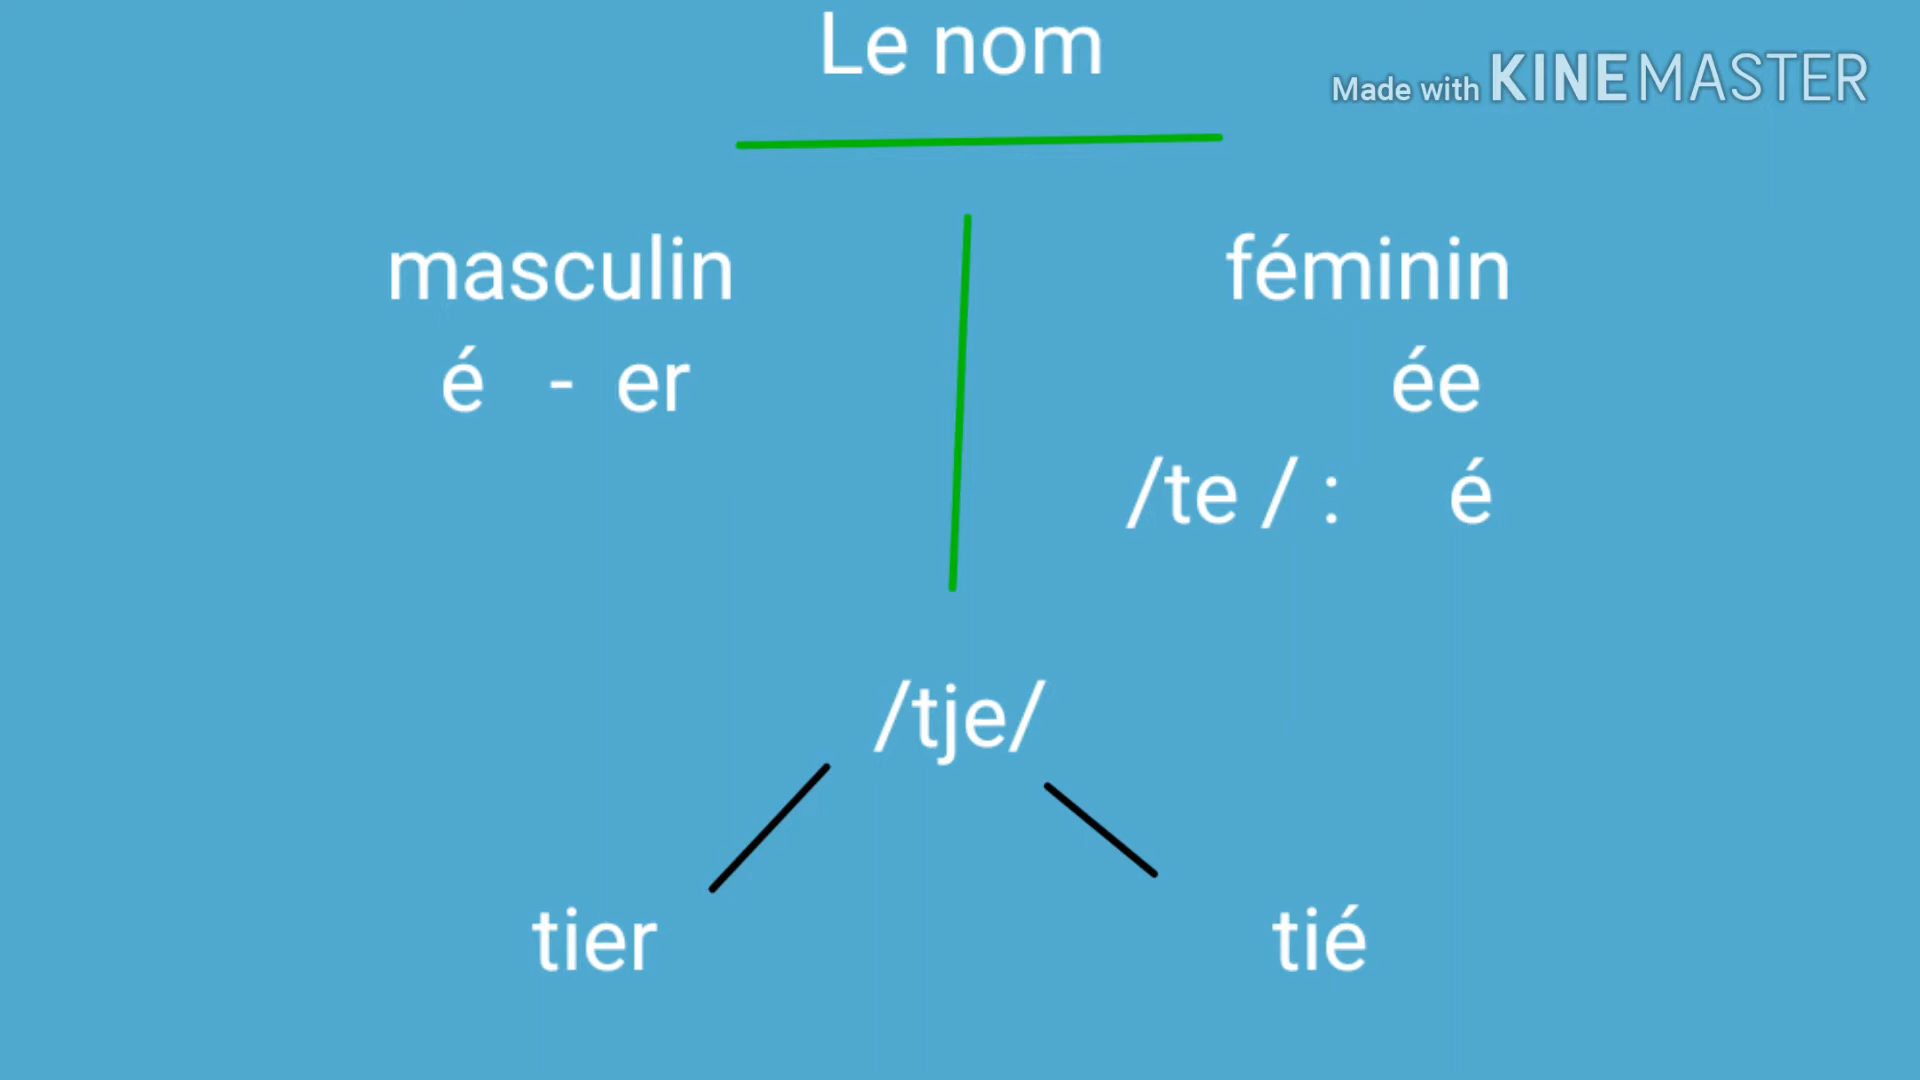 Le nom
Made with KINEMASTER
masculin
é - er
féminin
ée
/te / : é
/tje/
tier
tié